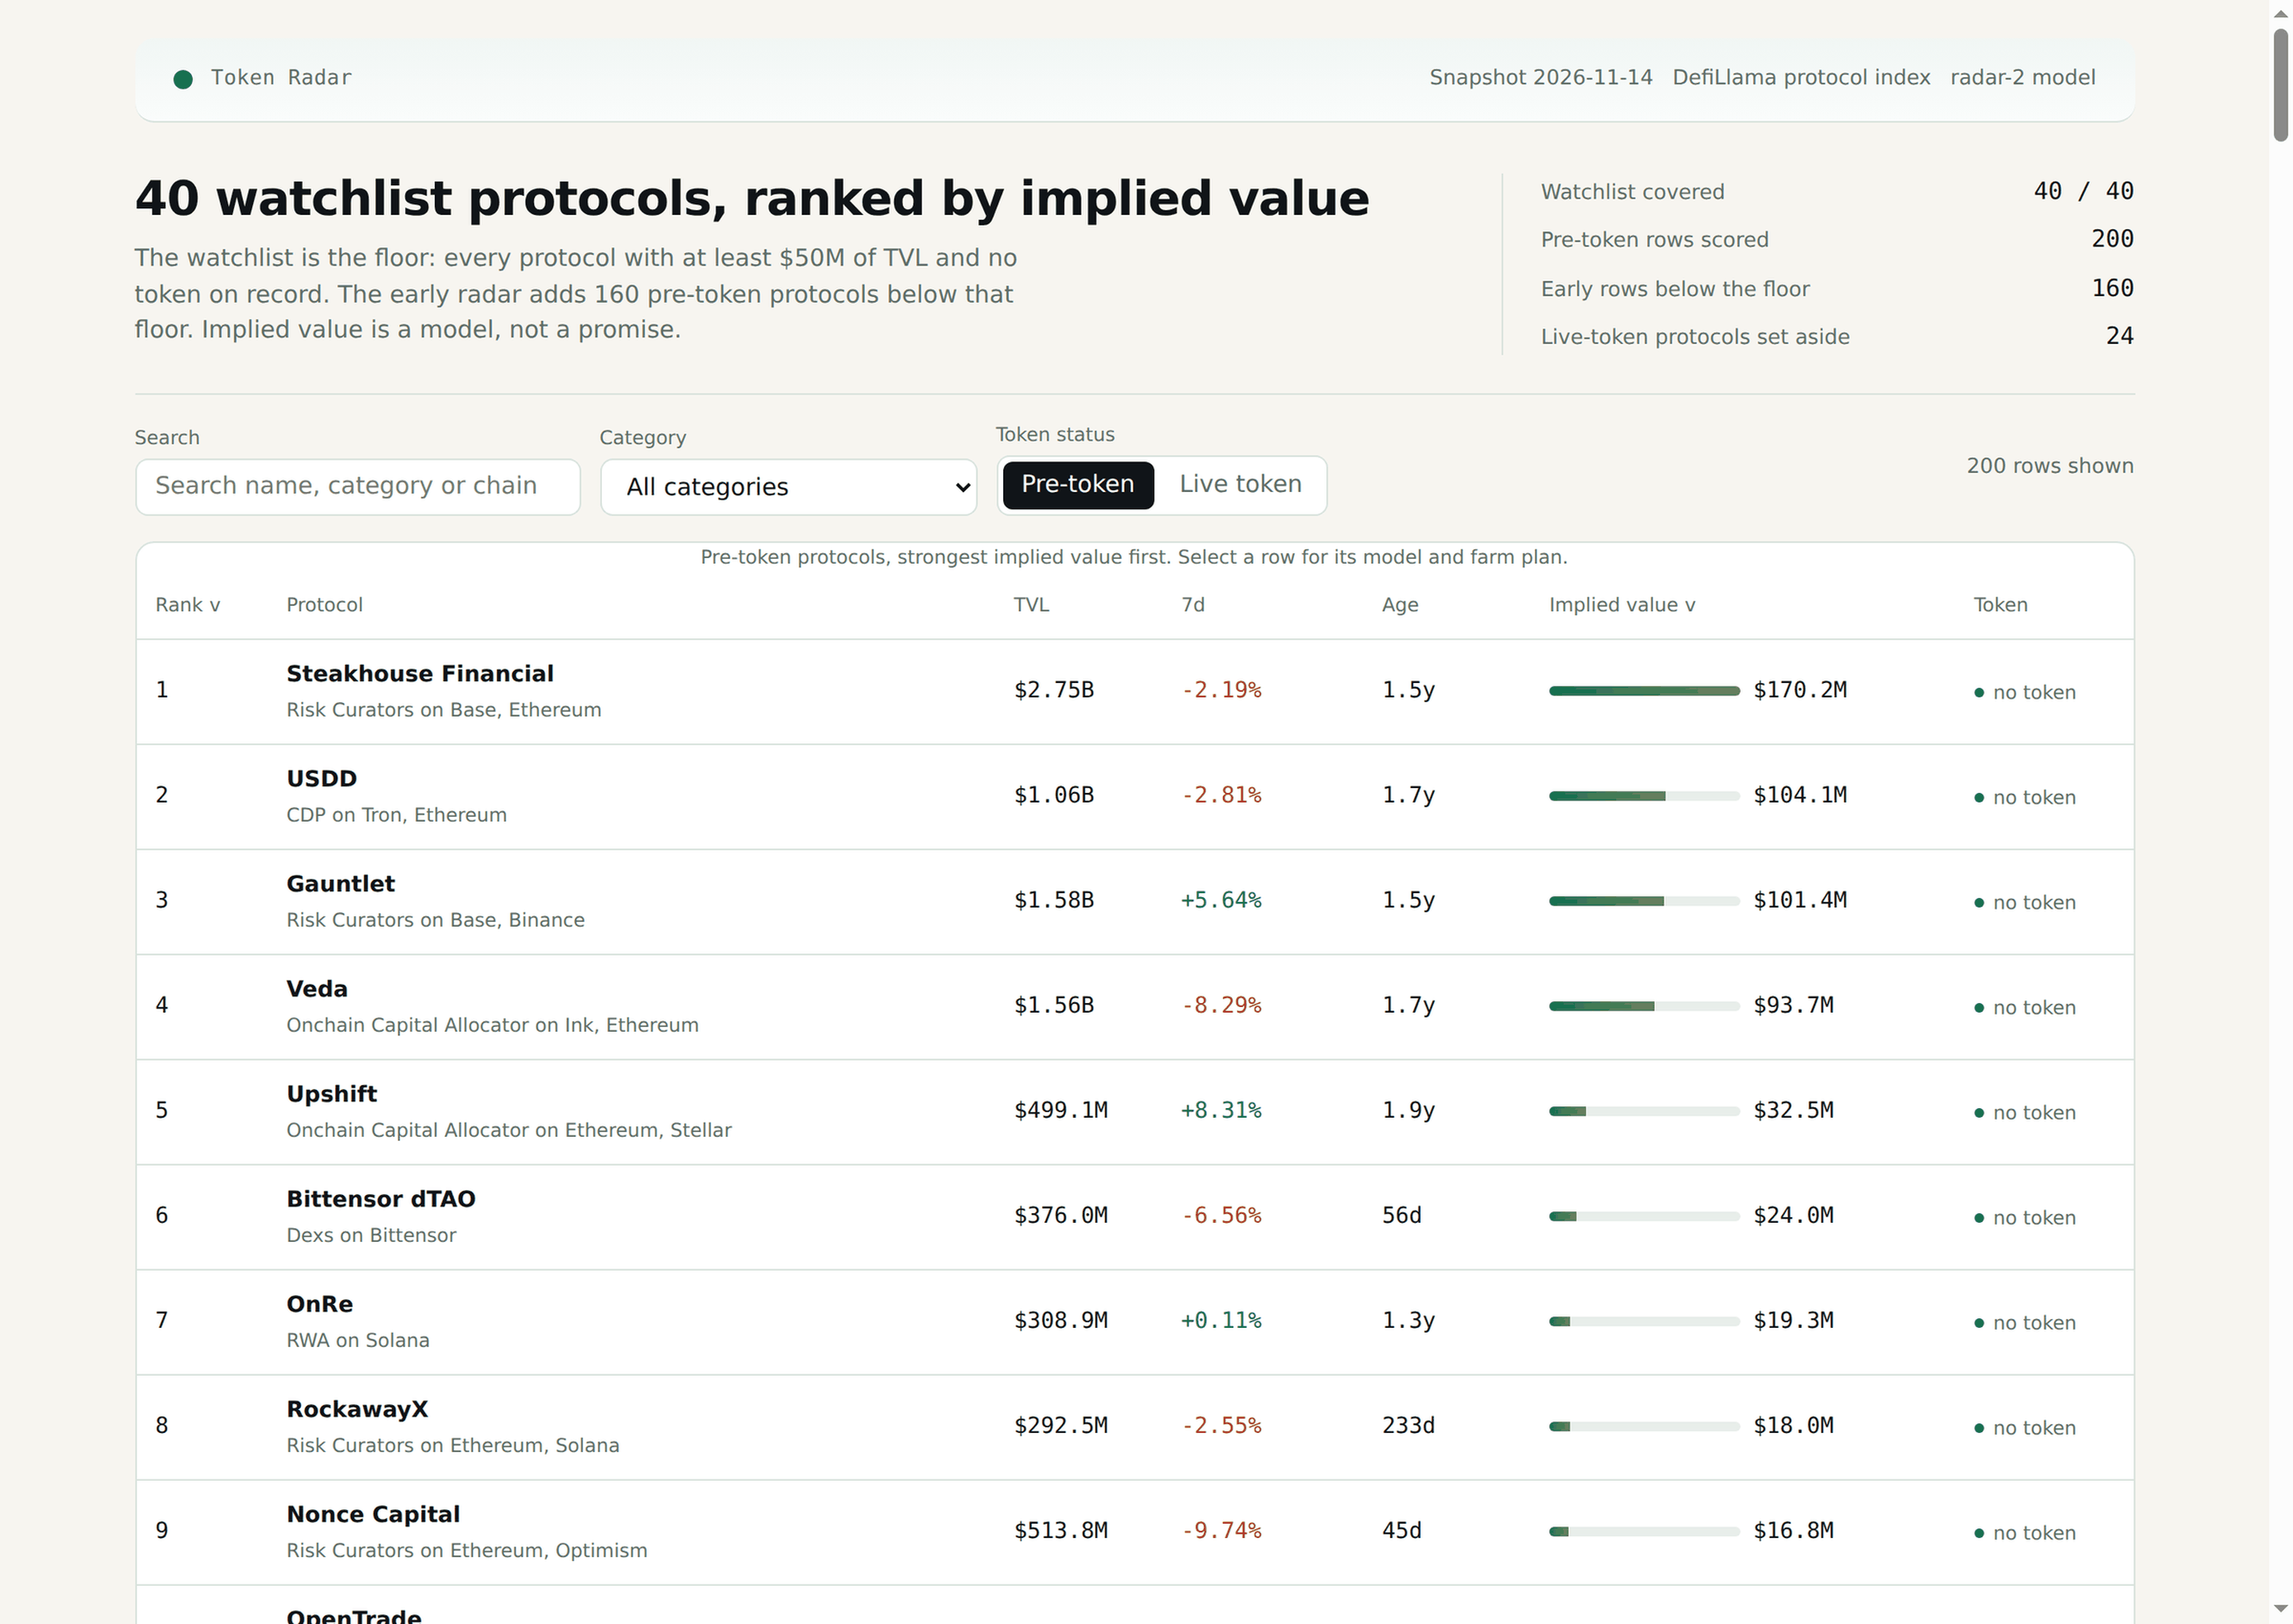 Token Radar
Snapshot 2026-11-14 DefiLlama protocol index radar-2 model
40 watchlist protocols, ranked by implied value
The watchlist is the floor: every protocol with at least $50M of TVL and no
token on record. The early radar adds 160 pre-token protocols below that
floor. Implied value is a model, not a promise.
Watchlist covered 40 / 40
Pre-token rows scored 200
Early rows below the floor 160
Live-token protocols set aside 24
Search
Category
Token status
Search name, category or chain
All categories
Pre-token
Live token
200 rows shown
Pre-token protocols, strongest implied value first. Select a row for its model and farm plan.
Rank v Protocol TVL 7d Age Implied value v Token
1 Steakhouse Financial $2.75B -2.19% 1.5y $170.2M no token
Risk Curators on Base, Ethereum
2 USDD $1.06B -2.81% 1.7y $104.1M no token
CDP on Tron, Ethereum
3 Gauntlet $1.58B +5.64% 1.5y $101.4M no token
Risk Curators on Base, Binance
4 Veda $1.56B -8.29% 1.7y $93.7M no token
Onchain Capital Allocator on Ink, Ethereum
5 Upshift $499.1M +8.31% 1.9y $32.5M no token
Onchain Capital Allocator on Ethereum, Stellar
6 Bittensor dTAO $376.0M -6.56% 56d $24.0M no token
Dexs on Bittensor
7 OnRe $308.9M +0.11% 1.3y $19.3M no token
RWA on Solana
8 RockawayX $292.5M -2.55% 233d $18.0M no token
Risk Curators on Ethereum, Solana
9 Nonce Capital $513.8M -9.74% 45d $16.8M no token
Risk Curators on Ethereum, Optimism
OpenTrade